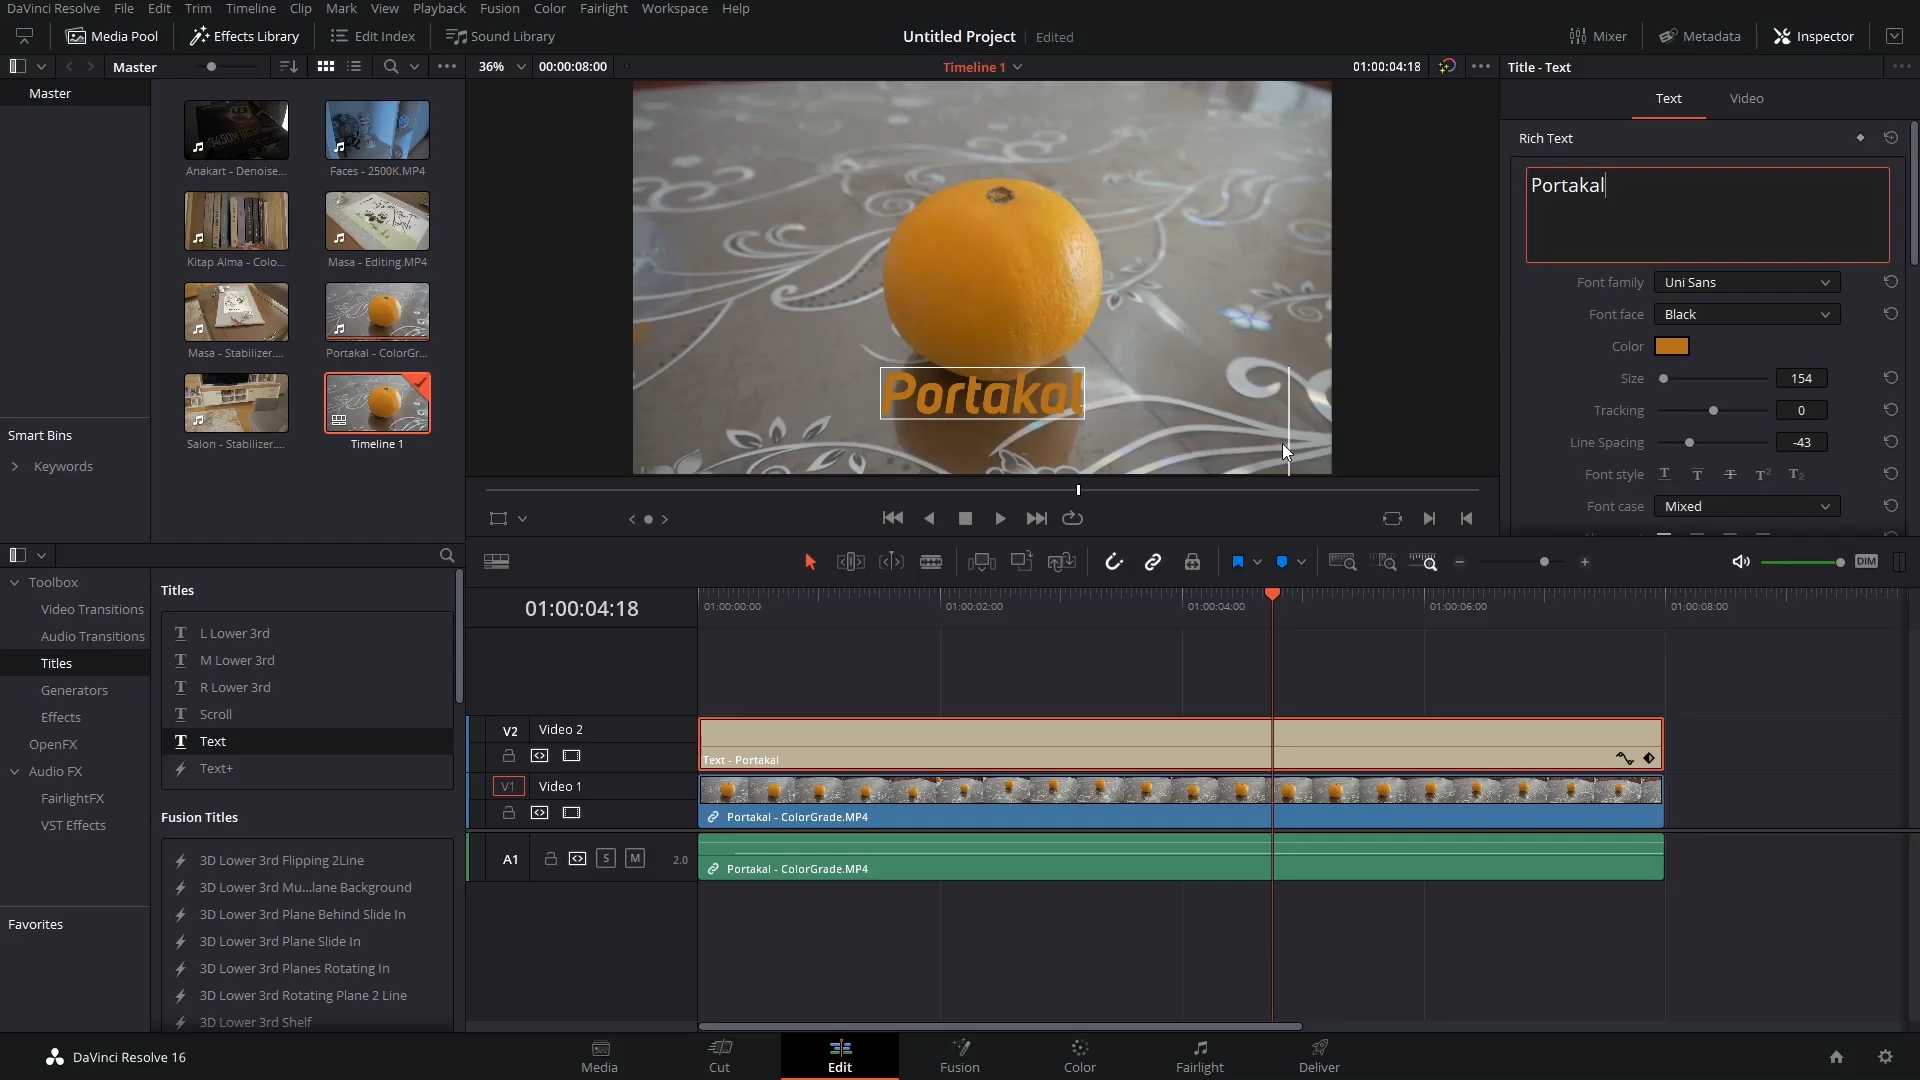 DaVinci Resolve File Edit Trim Timeline Clip Mark View Playback Fusion Color Fairlight Workspace Help
Media Pool Effects Library Edit Index Sound Library Untitled Project Edited Mixer Metadata Inspector
Master 36% 00:00:08:00 Timeline 1 01:00:04:18 Title - Text
Master
Text Video
Rich Text
Portakal
Anakart - Denoise... Faces - 2500K.MP4
Kitap Alma - Colo... Masa - Editing.MP4
Masa - Stabilizer.... Portakal - ColorGr...
Salon - Stabilizer.... Timeline 1
Smart Bins
Keywords
Portakal
Font family Uni Sans
Font face Black
Color
Size 154
Tracking 0
Line Spacing -43
Font style T T T T2 T2
Font case Mixed
DIM
Toolbox
Video Transitions
Audio Transitions
Titles
Generators
Effects
OpenFX
Audio FX
FairlightFX
VST Effects
Favorites
Titles
L Lower 3rd
M Lower 3rd
R Lower 3rd
Scroll
Text
Text+
Fusion Titles
3D Lower 3rd Flipping 2Line
3D Lower 3rd Mu...lane Background
3D Lower 3rd Plane Behind Slide In
3D Lower 3rd Plane Slide In
3D Lower 3rd Planes Rotating In
3D Lower 3rd Rotating Plane 2 Line
3D Lower 3rd Shelf
01:00:04:18 01:00:00:00 01:00:02:00 01:00:04:00 01:00:06:00 01:00:08:00
V2 Video 2
Text - Portakal
V1 Video 1
Portakal - ColorGrade.MP4
A1 S M 2.0
Portakal - ColorGrade.MP4
DaVinci Resolve 16 Media Cut Edit Fusion Color Fairlight Deliver